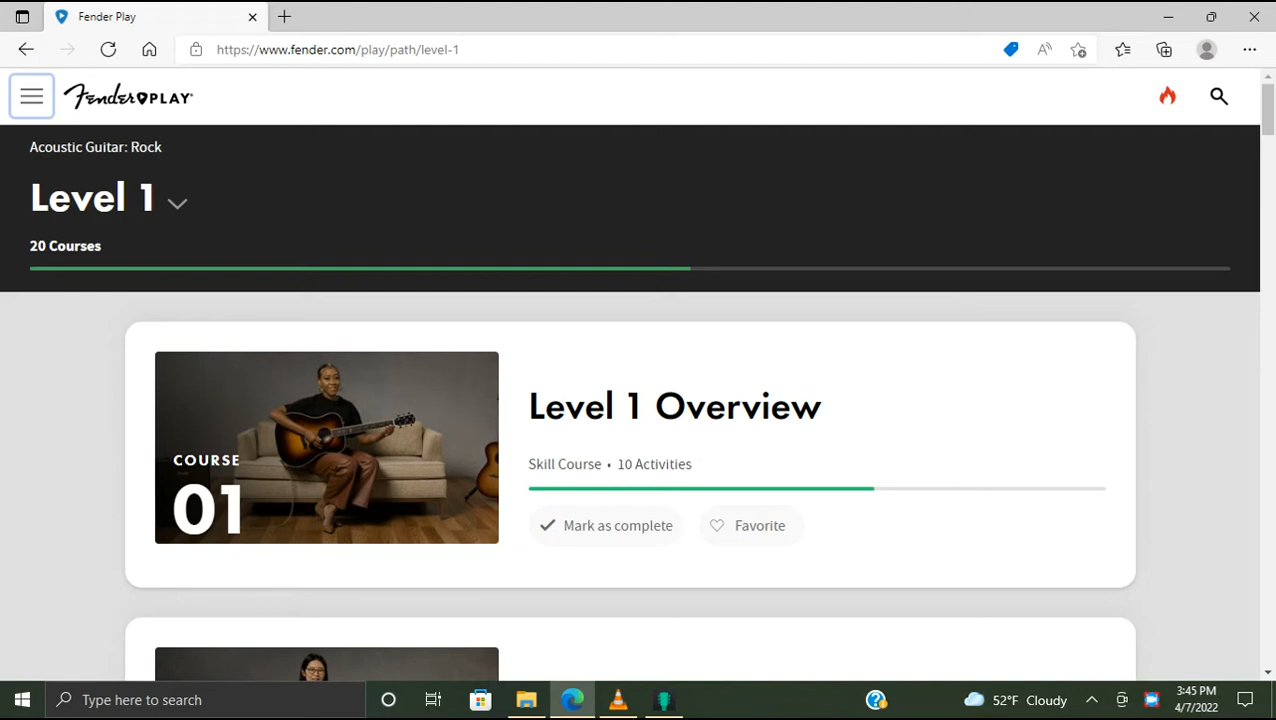 Fender Play
https://www.fender.com/play/path/level-1
Fender PLAY
Acoustic Guitar: Rock
Level 1
20 Courses
COURSE
01
Level 1 Overview
Skill Course • 10 Activities
Mark as complete
Favorite
Type here to search
52°F Cloudy
3:45 PM
4/7/2022